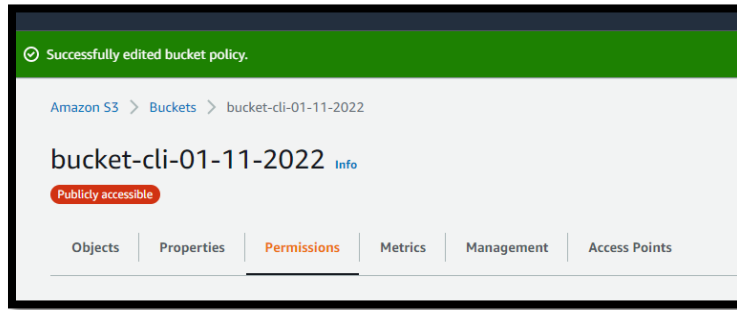 Successfully edited bucket policy.
Amazon S3 > Buckets > bucket-cli-01-11-2022
bucket-cli-01-11-2022 Info
Publicly accessible
Objects Properties Permissions Metrics Management Access Points